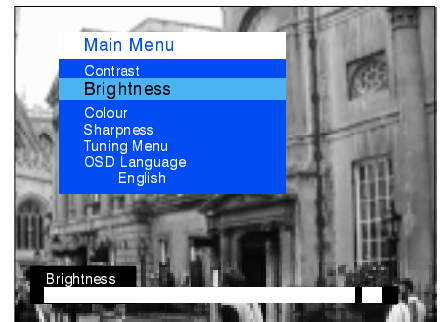 Main Menu
Contrast
Brightness
Colour
Sharpness
Tuning Menu
OSD Language
English
Brightness